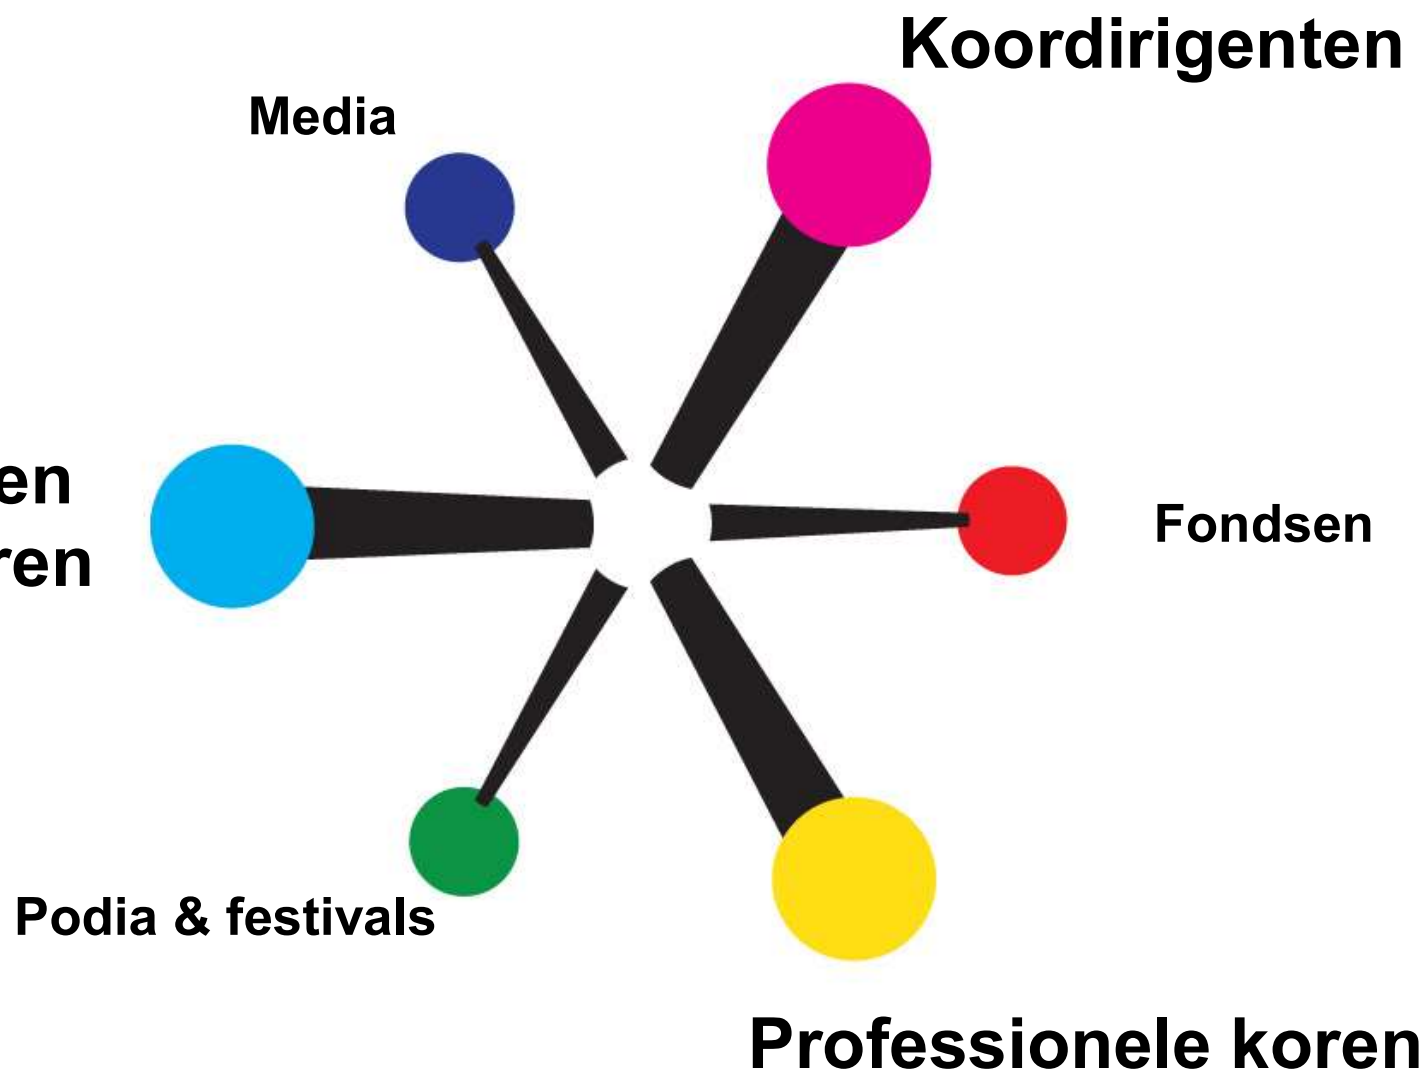 Koordirigenten
Media
en
ren
Fondsen
Podia & festivals
Professionele koren